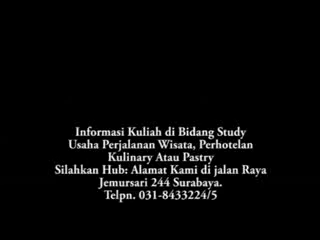 Informasi Kuliah di Bidang Study
Usaha Perjalanan Wisata, Perhotelan
Kulinary Atau Pastry
Silahkan Hub: Alamat Kami di jalan Raya
Jemursari 244 Surabaya.
Telpn. 031-8433224/5